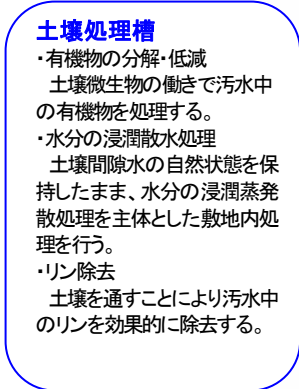 土壌処理槽
・有機物の分解・低減
　土壌微生物の働きで汚水中
の有機物を処理する。
・水分の浸潤散水処理
　土壌間隙水の自然状態を保
持したまま、水分の浸潤蒸発
散処理を主体とした敷地内処
理を行う。
・リン除去
　土壌を通すことにより汚水中
のリンを効果的に除去する。